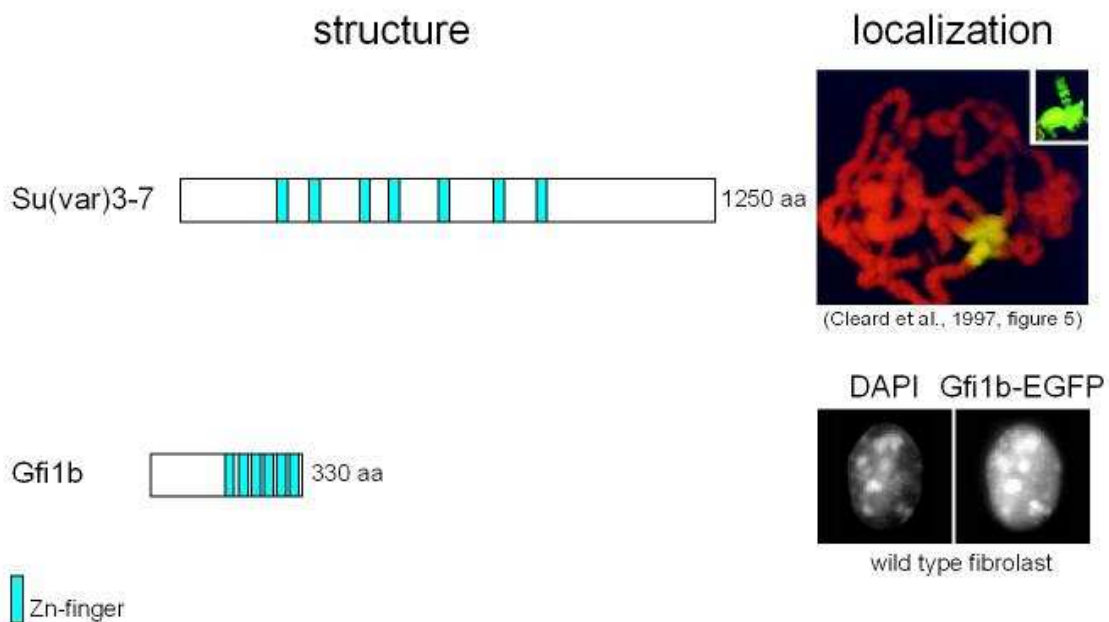 structure
localization
Su(var)3-7
1250 aa
(Cleard et al., 1997, figure 5)
DAPI Gfi1b-EGFP
Gfi1b
330 aa
wild type fibrolast
Zn-finger